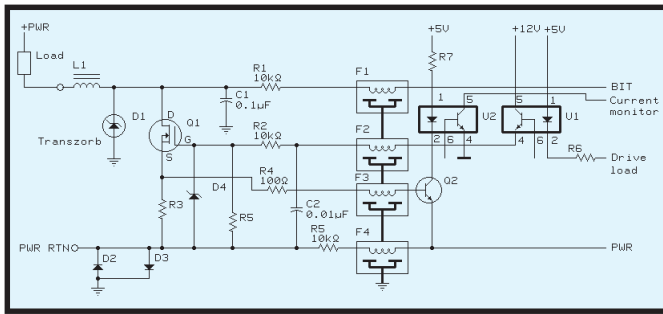 +PWR
+5V
+12V +5V
Load
L1
R7
R1
10kΩ
F1
BIT
C1
0.1µF
1
5
5
1
Current
monitor
D1
D
Q1
F2
U2
U1
R2
10kΩ
2
6
4
4
6
2
Transzorb
G
R6
S
F3
Drive
load
D4
R4
100Ω
Q2
R3
C2
0.01µF
R5
R5
10kΩ
F4
PWR RTN
PWR
D2
D3